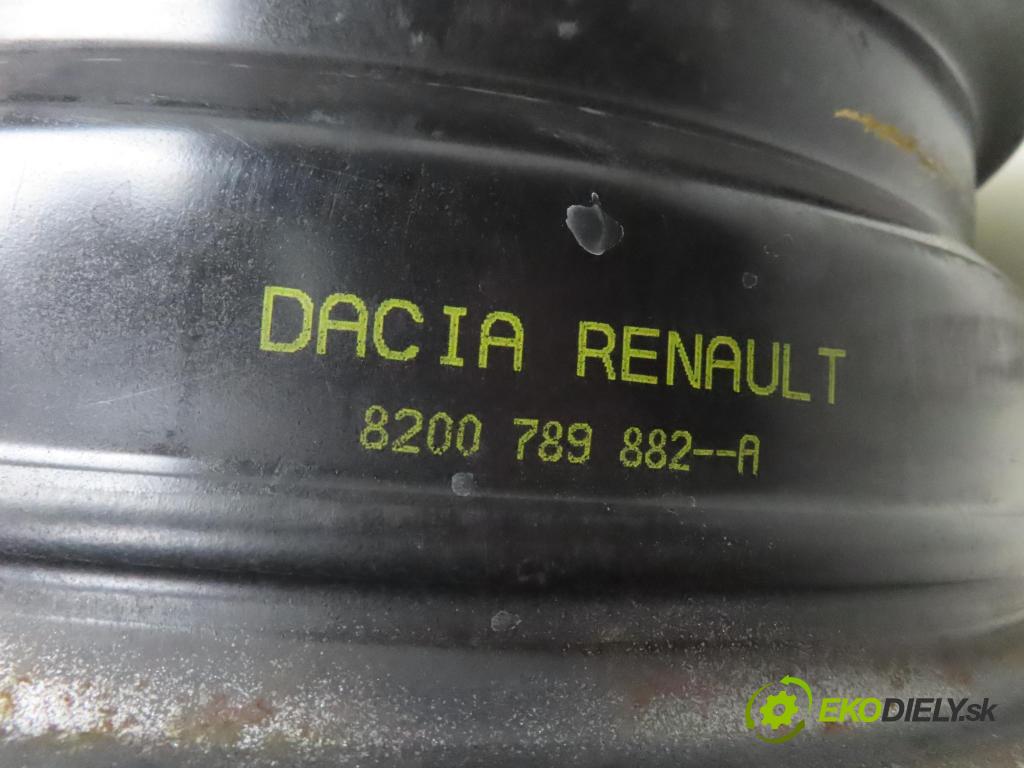 DACIA RENAULT
8200 789 882--A
EKODIELY.sk